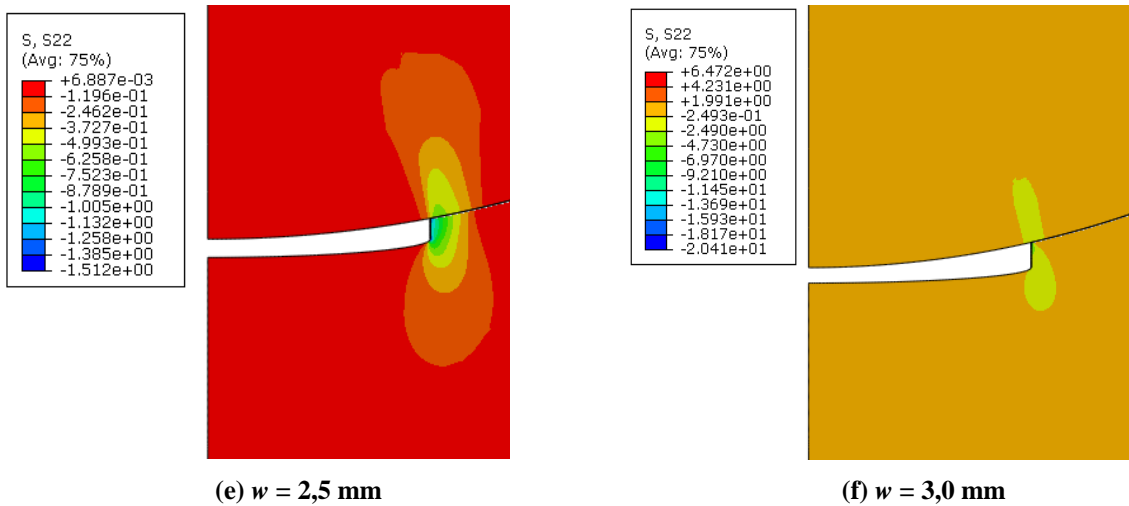 S, S22
(Avg: 75%)
+6.887e-03
-1.196e-01
-2.462e-01
-3.727e-01
-4.993e-01
-6.258e-01
-7.523e-01
-8.789e-01
-1.005e+00
-1.132e+00
-1.258e+00
-1.385e+00
-1.512e+00
(e) w = 2,5 mm
S, S22
(Avg: 75%)
+6.472e+00
+4.231e+00
+1.991e+00
-2.493e-01
-2.490e+00
-4.730e+00
-6.970e+00
-9.210e+00
-1.145e+01
-1.369e+01
-1.593e+01
-1.817e+01
-2.041e+01
(f) w = 3,0 mm